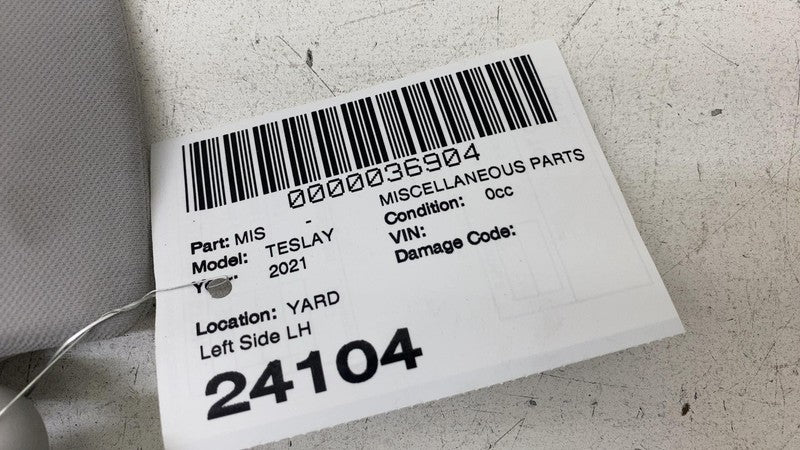 0000036904
Part: MIS - MISCELLANEOUS PARTS
Model: TESLAY Condition: 0cc
2021 VIN:
Damage Code:
Location: YARD
Left Side LH
24104